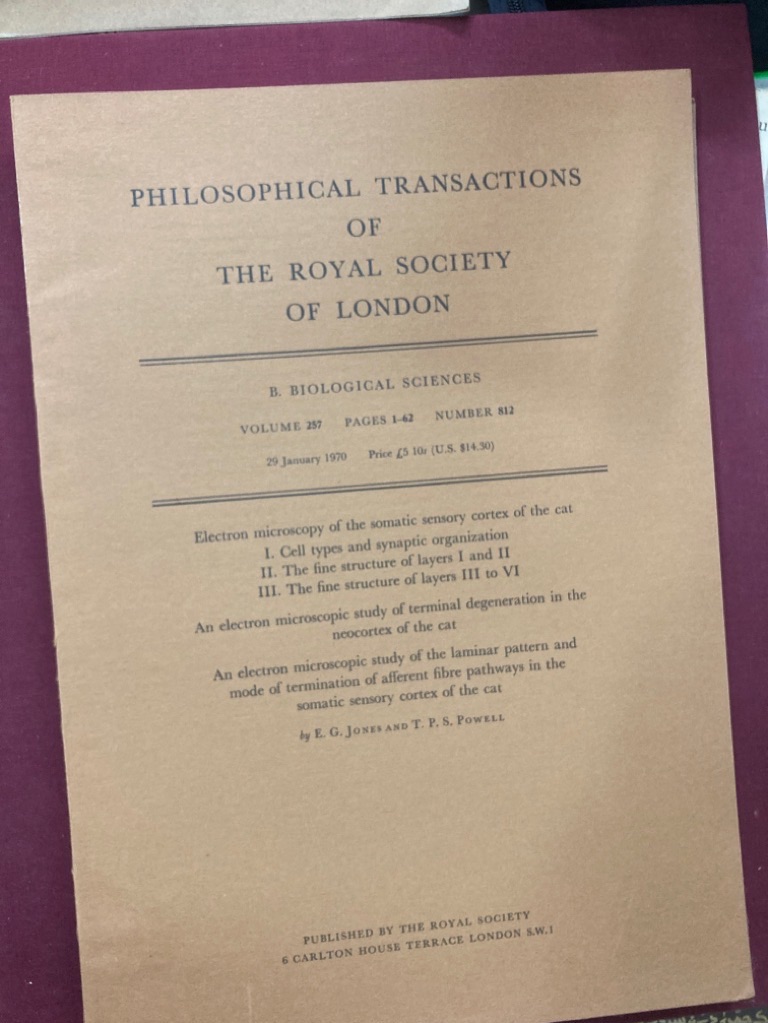 PHILOSOPHICAL TRANSACTIONS
OF
THE ROYAL SOCIETY
OF LONDON
B. BIOLOGICAL SCIENCES
VOLUME 257 PAGES 1–62 NUMBER 812
29 January 1970 Price £5 10s (U.S. $14.30)
Electron microscopy of the somatic sensory cortex of the cat
I. Cell types and synaptic organization
II. The fine structure of layers I and II
III. The fine structure of layers III to VI
An electron microscopic study of terminal degeneration in the
neocortex of the cat
An electron microscopic study of the laminar pattern and
mode of termination of afferent fibre pathways in the
somatic sensory cortex of the cat
by E. G. JONES AND T. P. S. POWELL
PUBLISHED BY THE ROYAL SOCIETY
6 CARLTON HOUSE TERRACE LONDON S.W.1